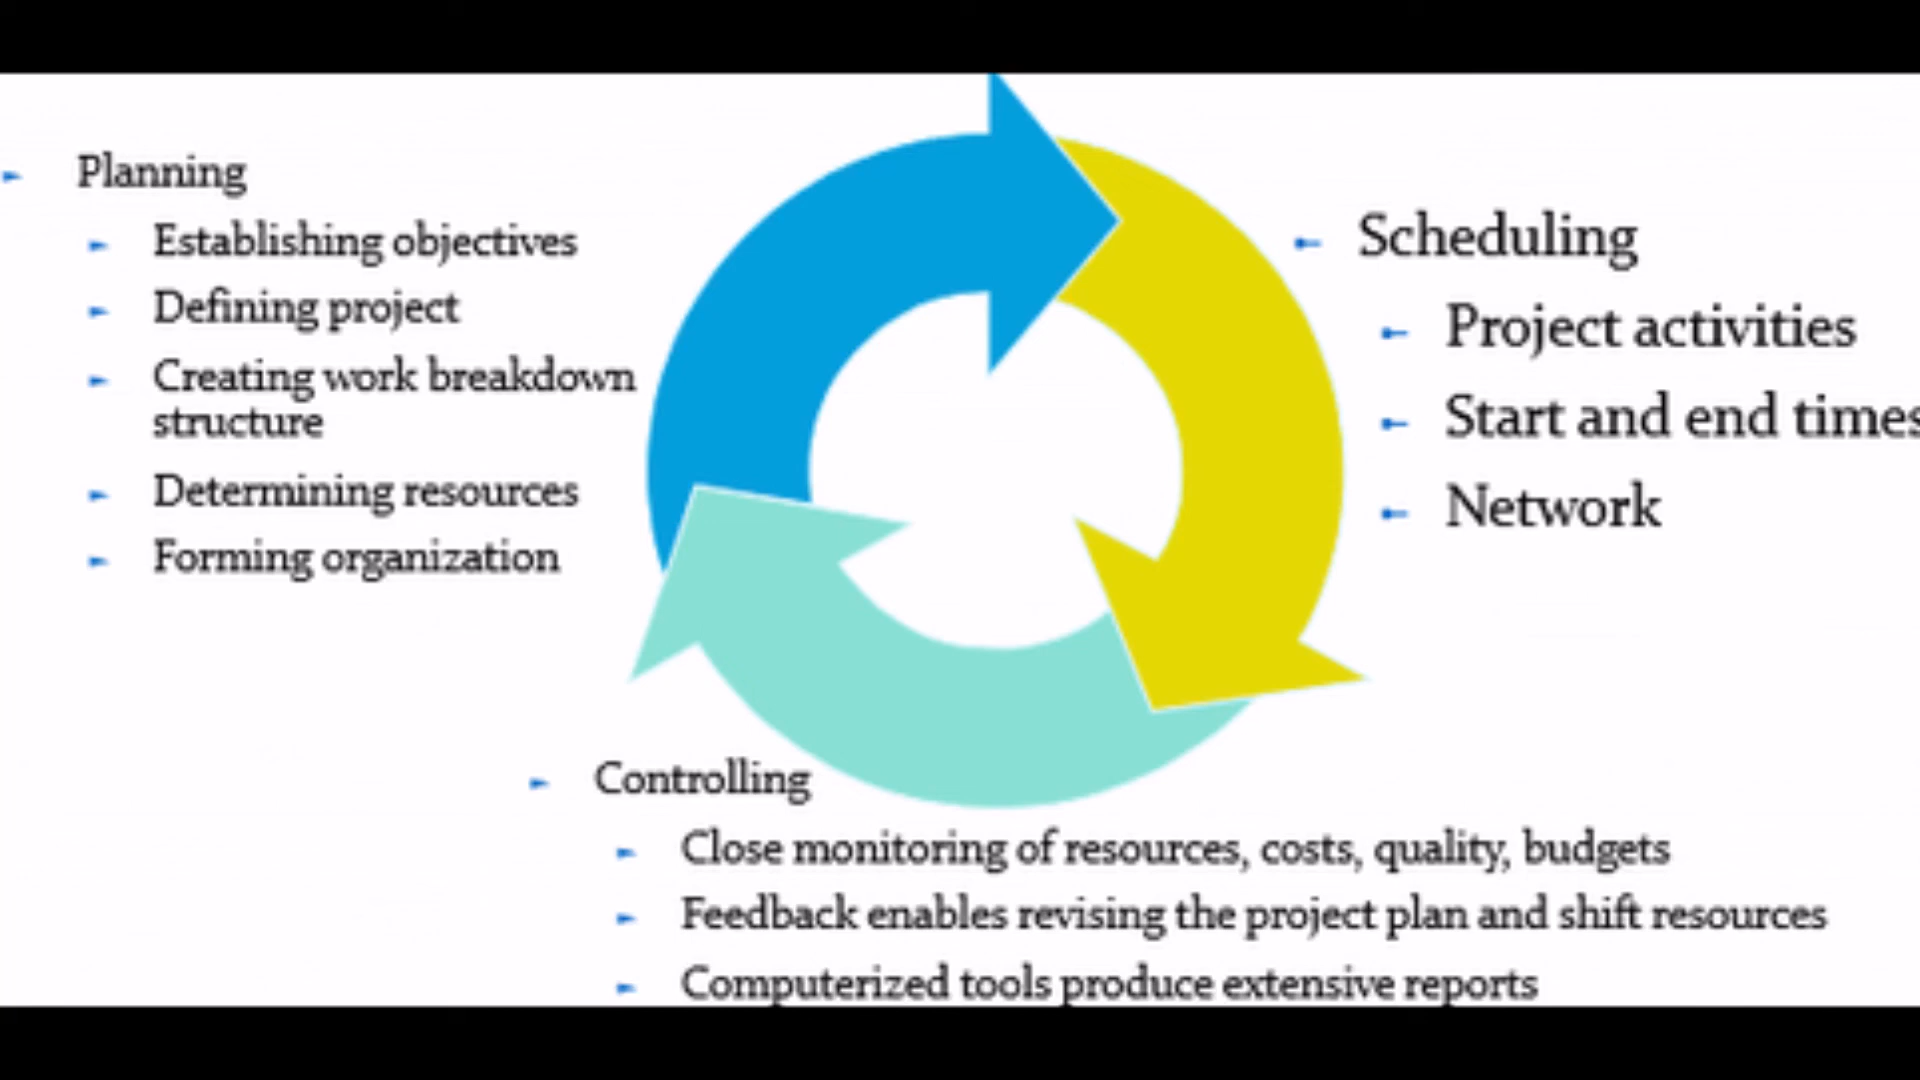 Planning
Establishing objectives
Defining project
Creating work breakdown
structure
Determining resources
Forming organization
Scheduling
Project activities
Start and end times
Network
Controlling
Close monitoring of resources, costs, quality, budgets
Feedback enables revising the project plan and shift resources
Computerized tools produce extensive reports